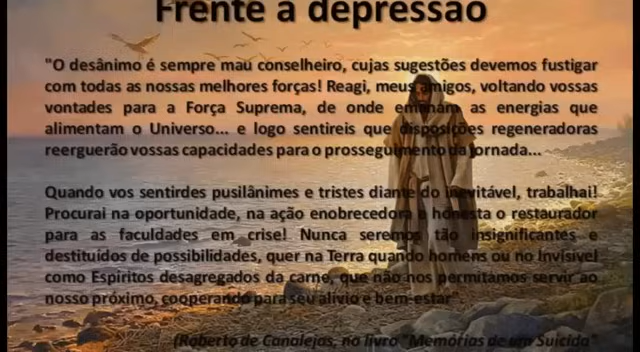 Frente a depressão
"O desânimo é sempre mau conselheiro, cujas sugestões devemos fustigar
com todas as nossas melhores forças! Reagi, meus amigos, voltando vossas
vontades para a Força Suprema, de onde emanam as energias que
alimentam o Universo... e logo sentireis que disposições regeneradoras
reerguerão vossas capacidades para o prosseguimento da jornada...
Quando vos sentirdes pusilânimes e tristes diante do inevitável, trabalhai!
Procurai na oportunidade, na ação enobrecedora e honesta o restaurador
para as faculdades em crise! Nunca seremos tão insignificantes e
destituídos de possibilidades, quer na Terra quando homens ou no Invisível
como Espiritos desagregados da carne, que não nos permitamos servir ao
nosso próximo, cooperando para seu alívio e bem-estar"
(Roberto de Canalejas, no livro "Memórias de um Suicida"